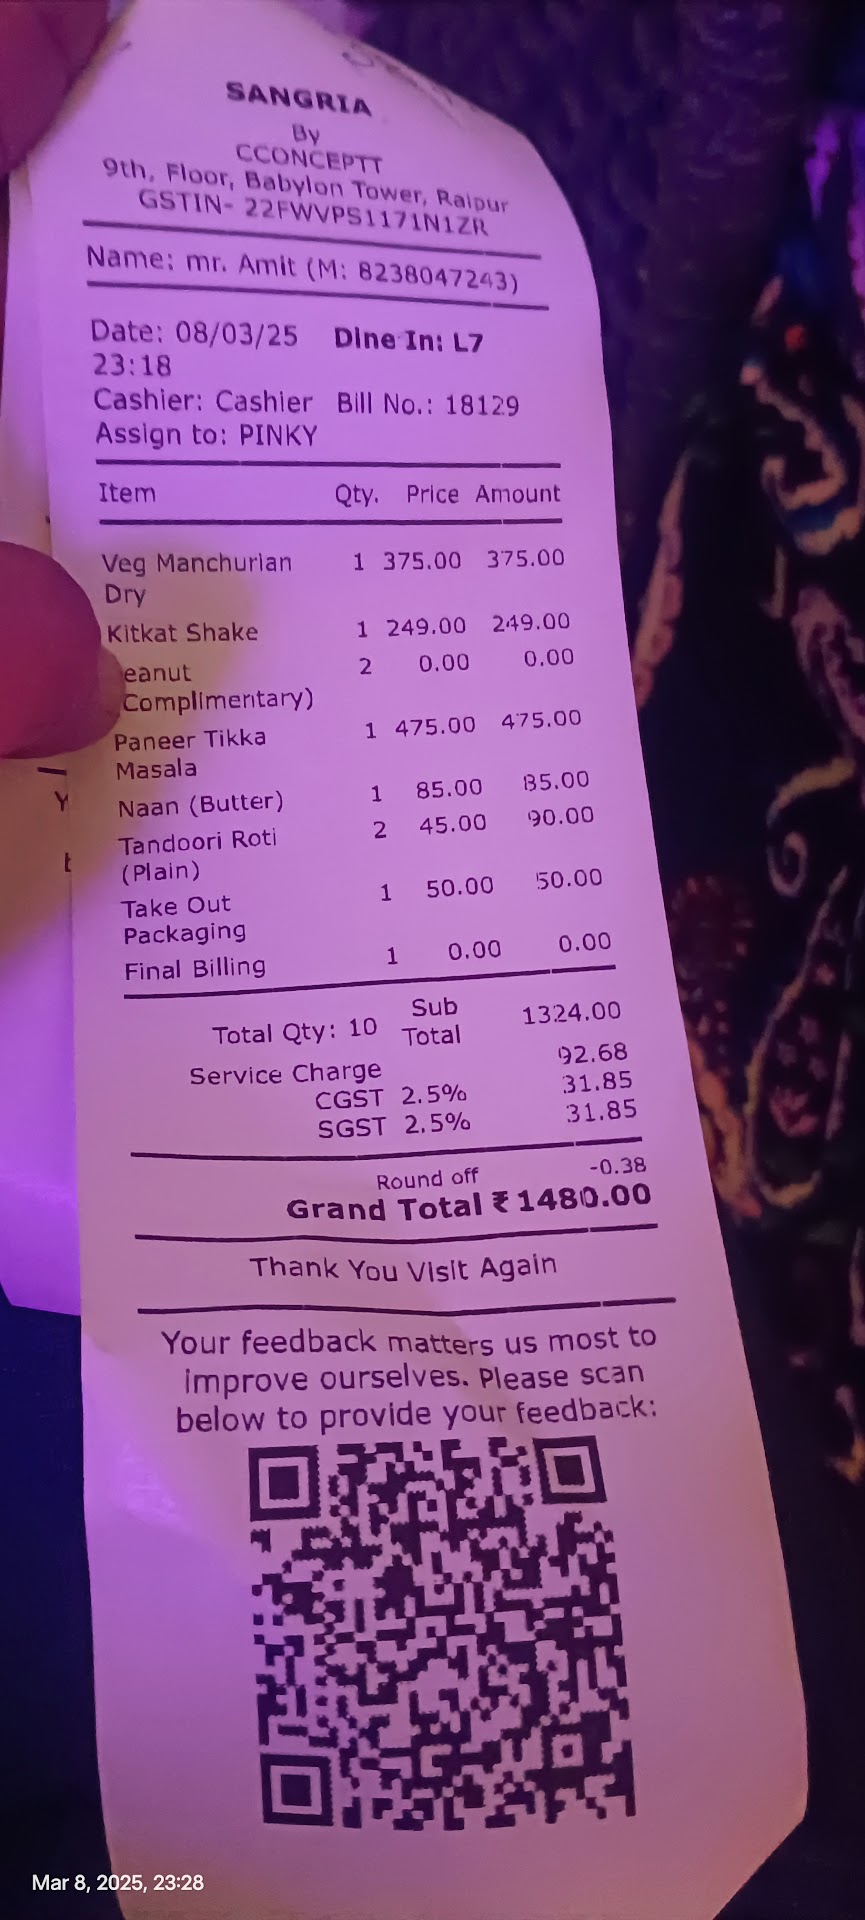 SANGRIA
By
CCONCEPTT
9th, Floor, Babylon Tower, Raipur
GSTIN- 22FWVPS1171N1ZR
Name: mr. Amit (M: 8238047243)
Date: 08/03/25 Dine In: L7
23:18
Cashier: Cashier Bill No.: 18129
Assign to: PINKY
Item Qty. Price Amount
Veg Manchurian 1 375.00 375.00
Dry
Kitkat Shake 1 249.00 249.00
eanut 2 0.00 0.00
Complimentary)
Paneer Tikka 1 475.00 475.00
Masala
Naan (Butter) 1 85.00 85.00
Tandoori Roti 2 45.00 90.00
(Plain)
Take Out 1 50.00 50.00
Packaging
Final Billing 1 0.00 0.00
Total Qty: 10 Sub Total 1324.00
Service Charge 92.68
CGST 2.5% 31.85
SGST 2.5% 31.85
Round off -0.38
Grand Total ₹ 1480.00
Thank You Visit Again
Your feedback matters us most to
improve ourselves. Please scan
below to provide your feedback:
Mar 8, 2025, 23:28